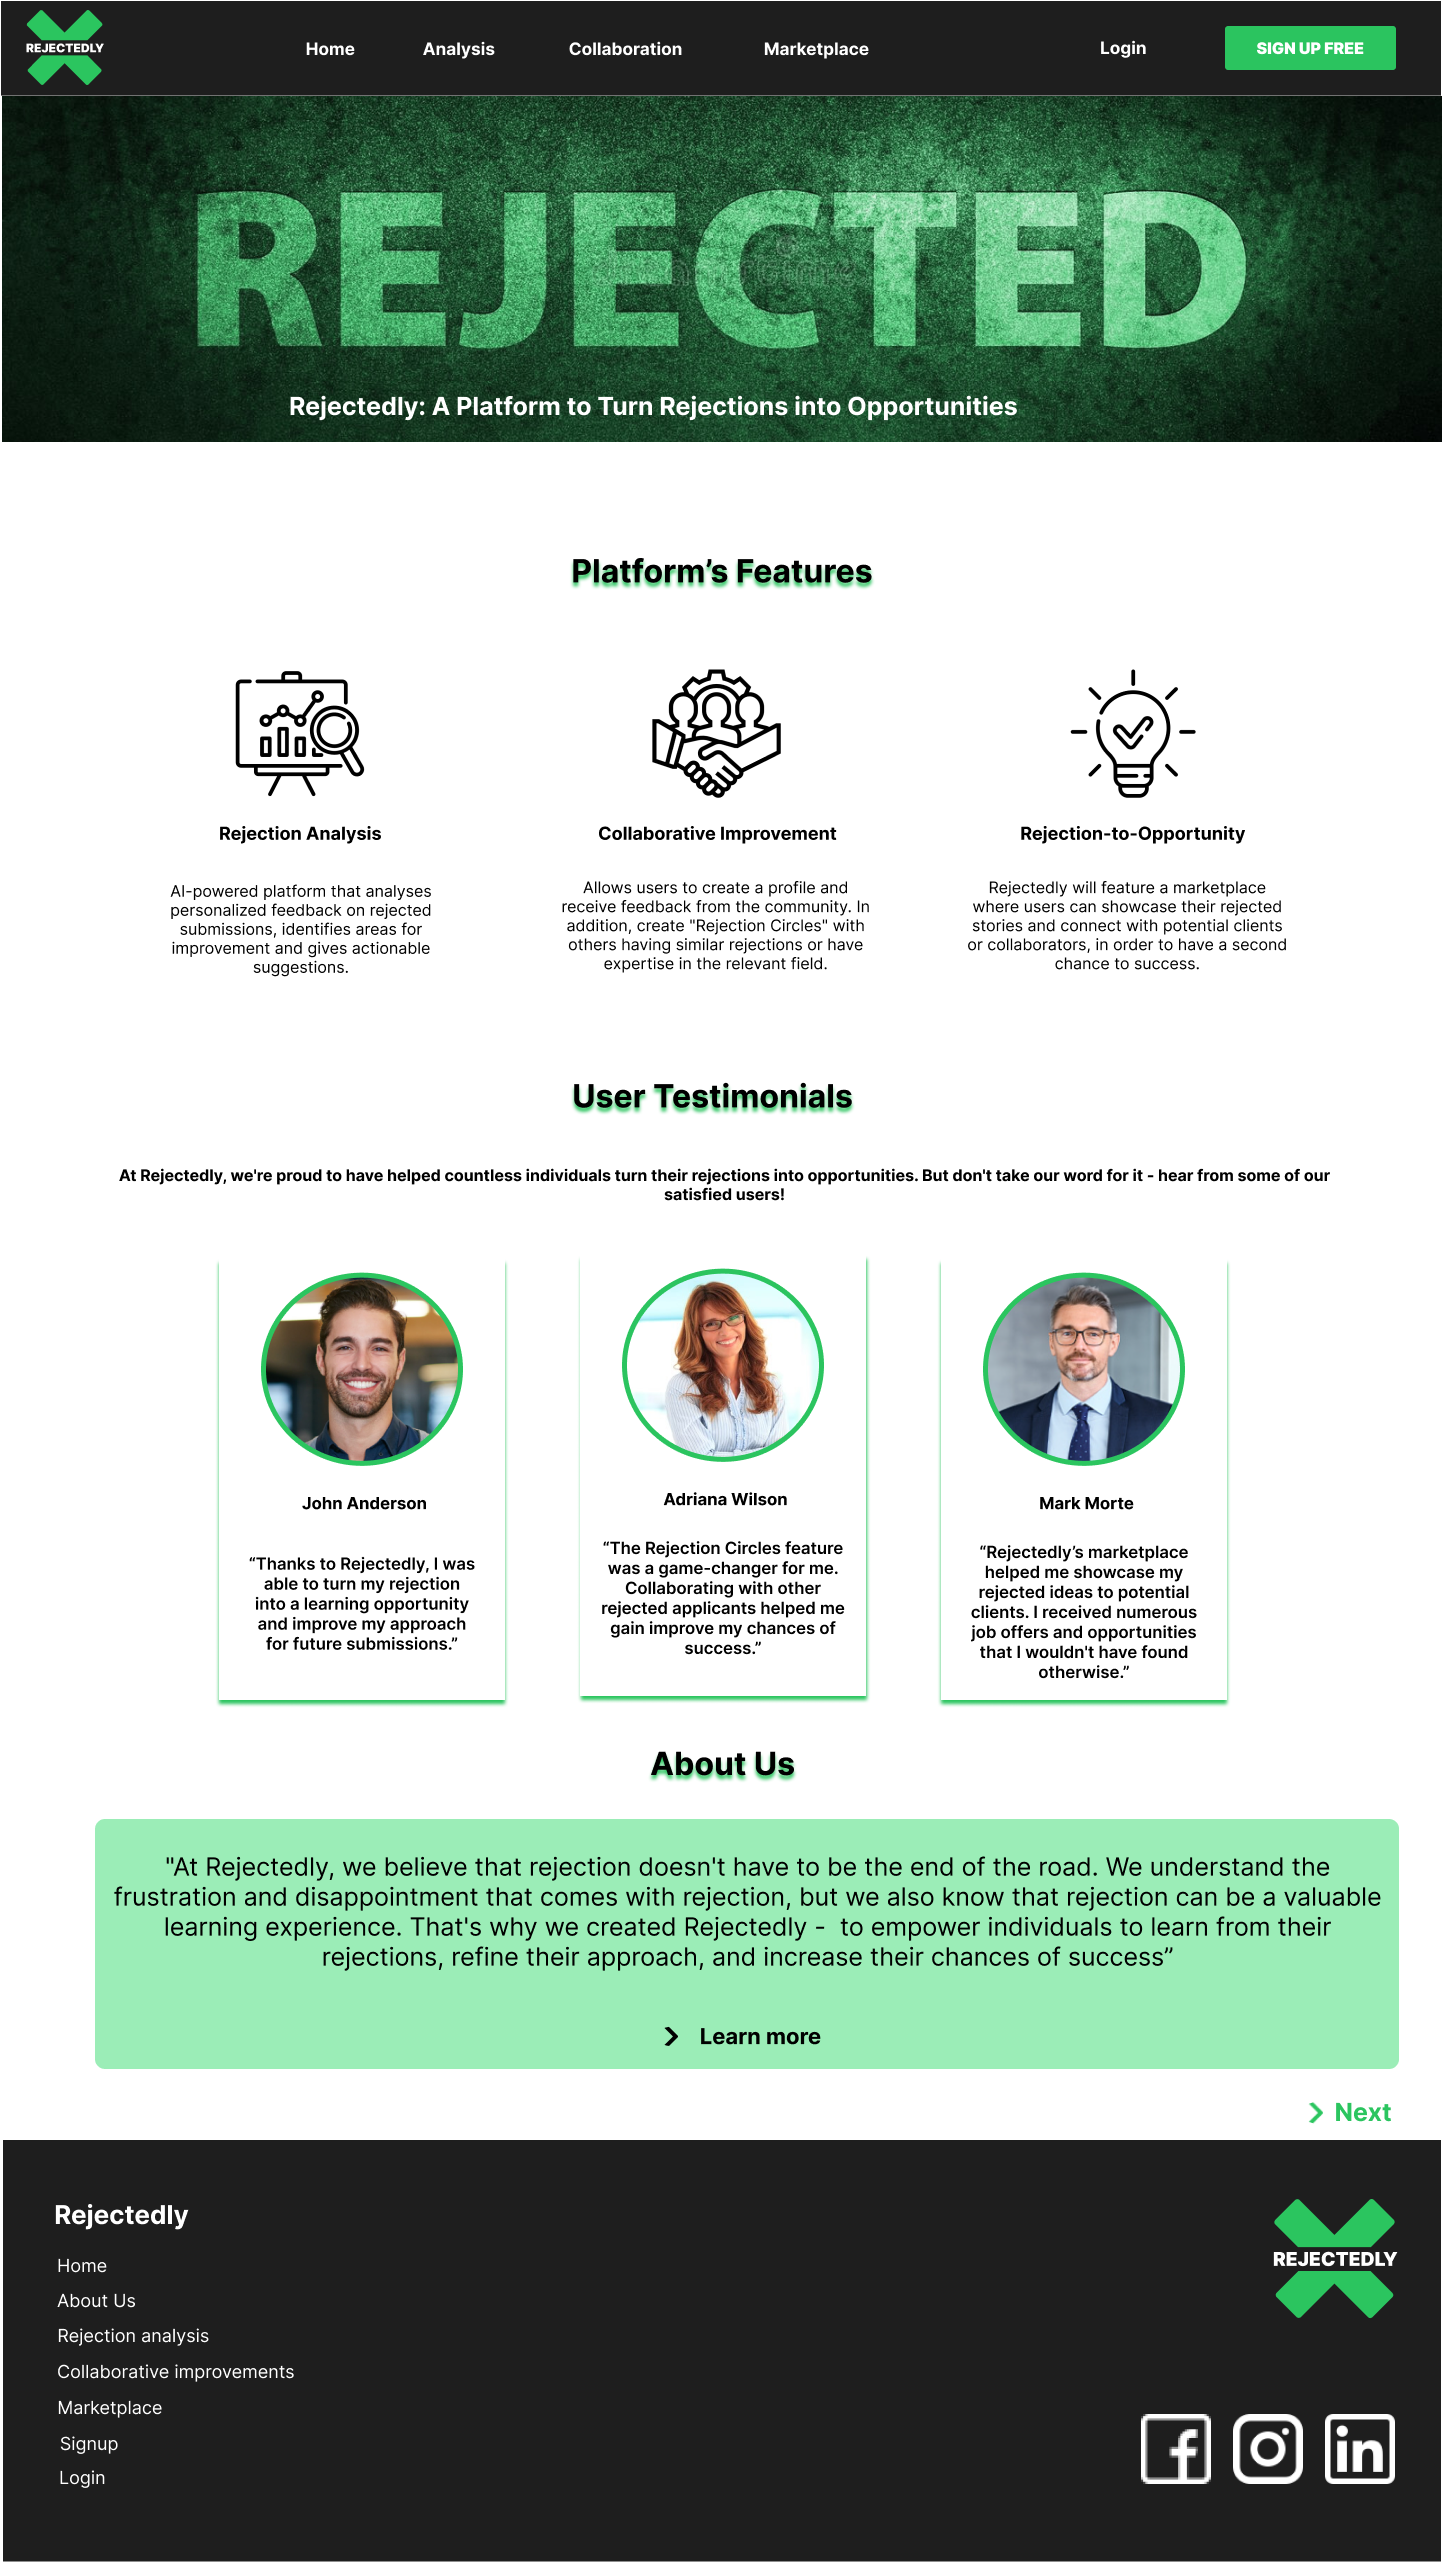 REJECTEDLY
Home Analysis Collaboration Marketplace Login SIGN UP FREE
REJECTED
dreamstime
Rejectedly: A Platform to Turn Rejections into Opportunities
Platform’s Features
Rejection Analysis
AI-powered platform that analyses
personalized feedback on rejected
submissions, identifies areas for
improvement and gives actionable
suggestions.
Collaborative Improvement
Allows users to create a profile and
receive feedback from the community. In
addition, create "Rejection Circles" with
others having similar rejections or have
expertise in the relevant field.
Rejection-to-Opportunity
Rejectedly will feature a marketplace
where users can showcase their rejected
stories and connect with potential clients
or collaborators, in order to have a second
chance to success.
User Testimonials
At Rejectedly, we're proud to have helped countless individuals turn their rejections into opportunities. But don't take our word for it - hear from some of our
satisfied users!
John Anderson
“Thanks to Rejectedly, I was
able to turn my rejection
into a learning opportunity
and improve my approach
for future submissions.”
Adriana Wilson
“The Rejection Circles feature
was a game-changer for me.
Collaborating with other
rejected applicants helped me
gain improve my chances of
success.”
Mark Morte
“Rejectedly’s marketplace
helped me showcase my
rejected ideas to potential
clients. I received numerous
job offers and opportunities
that I wouldn't have found
otherwise.”
About Us
"At Rejectedly, we believe that rejection doesn't have to be the end of the road. We understand the
frustration and disappointment that comes with rejection, but we also know that rejection can be a valuable
learning experience. That's why we created Rejectedly -  to empower individuals to learn from their
rejections, refine their approach, and increase their chances of success”
Learn more
Next
Rejectedly
Home
About Us
Rejection analysis
Collaborative improvements
Marketplace
Signup
Login
REJECTEDLY
f
in